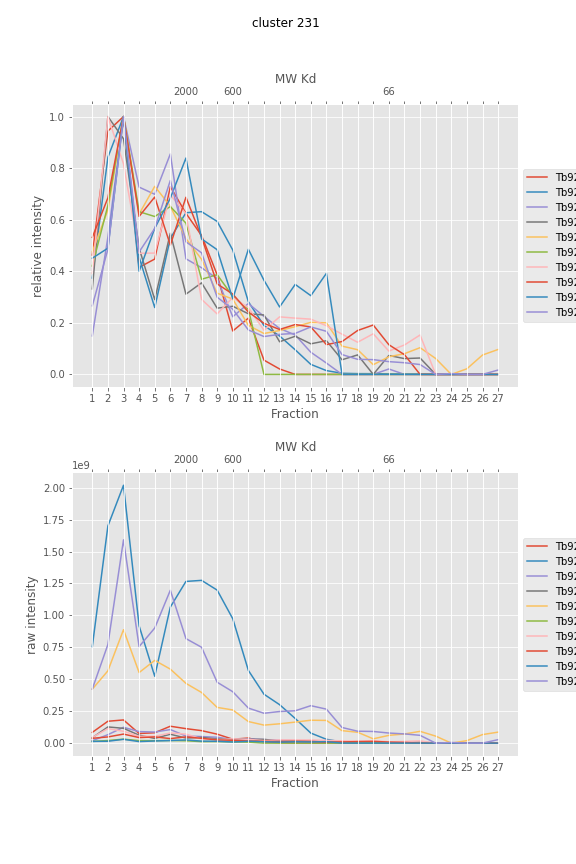 cluster 231
MW Kd
2000 600 66
1.0
0.8
0.6
0.4
0.2
0.0
relative intensity
1 2 3 4 5 6 7 8 9 10 11 12 13 14 15 16 17 18 19 20 21 22 23 24 25 26 27
Fraction
Tb92
Tb92
Tb92
Tb92
Tb92
Tb92
Tb92
Tb92
Tb92
Tb92
MW Kd
2000 600 66
1e9
2.00
1.75
1.50
1.25
1.00
0.75
0.50
0.25
0.00
raw intensity
1 2 3 4 5 6 7 8 9 10 11 12 13 14 15 16 17 18 19 20 21 22 23 24 25 26 27
Fraction
Tb92
Tb92
Tb92
Tb92
Tb92
Tb92
Tb92
Tb92
Tb92
Tb92